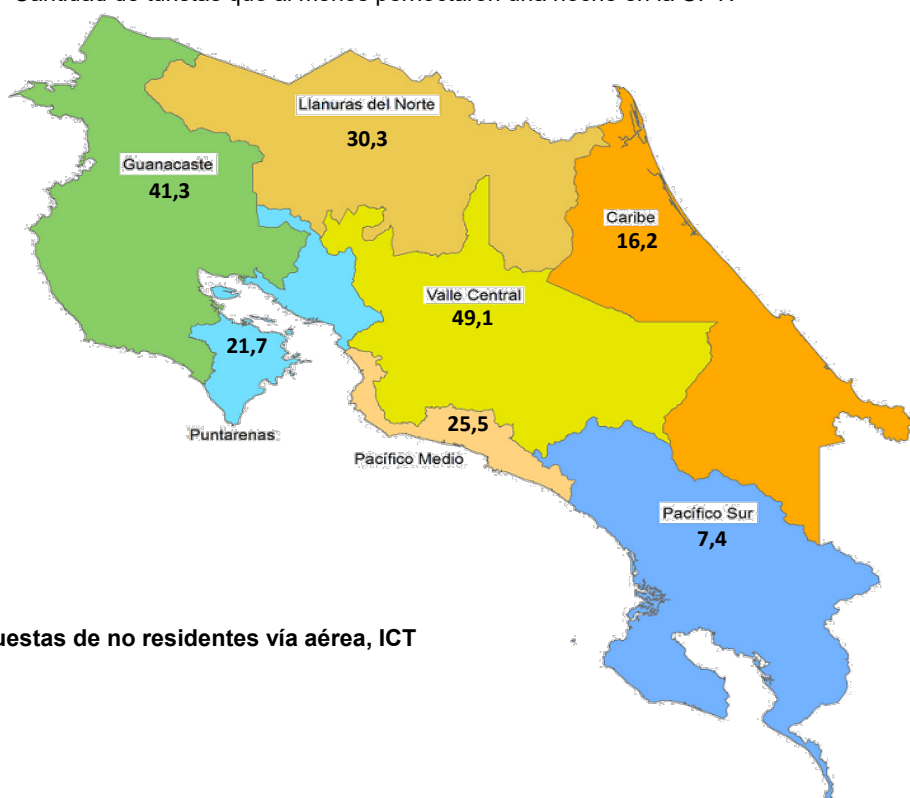 Llanuras del Norte
30,3
Guanacaste
41,3
Caribe
16,2
Valle Central
49,1
21,7
Puntarenas
25,5
Pacífico Medio
Pacífico Sur
7,4
de no residentes vía aérea, ICT